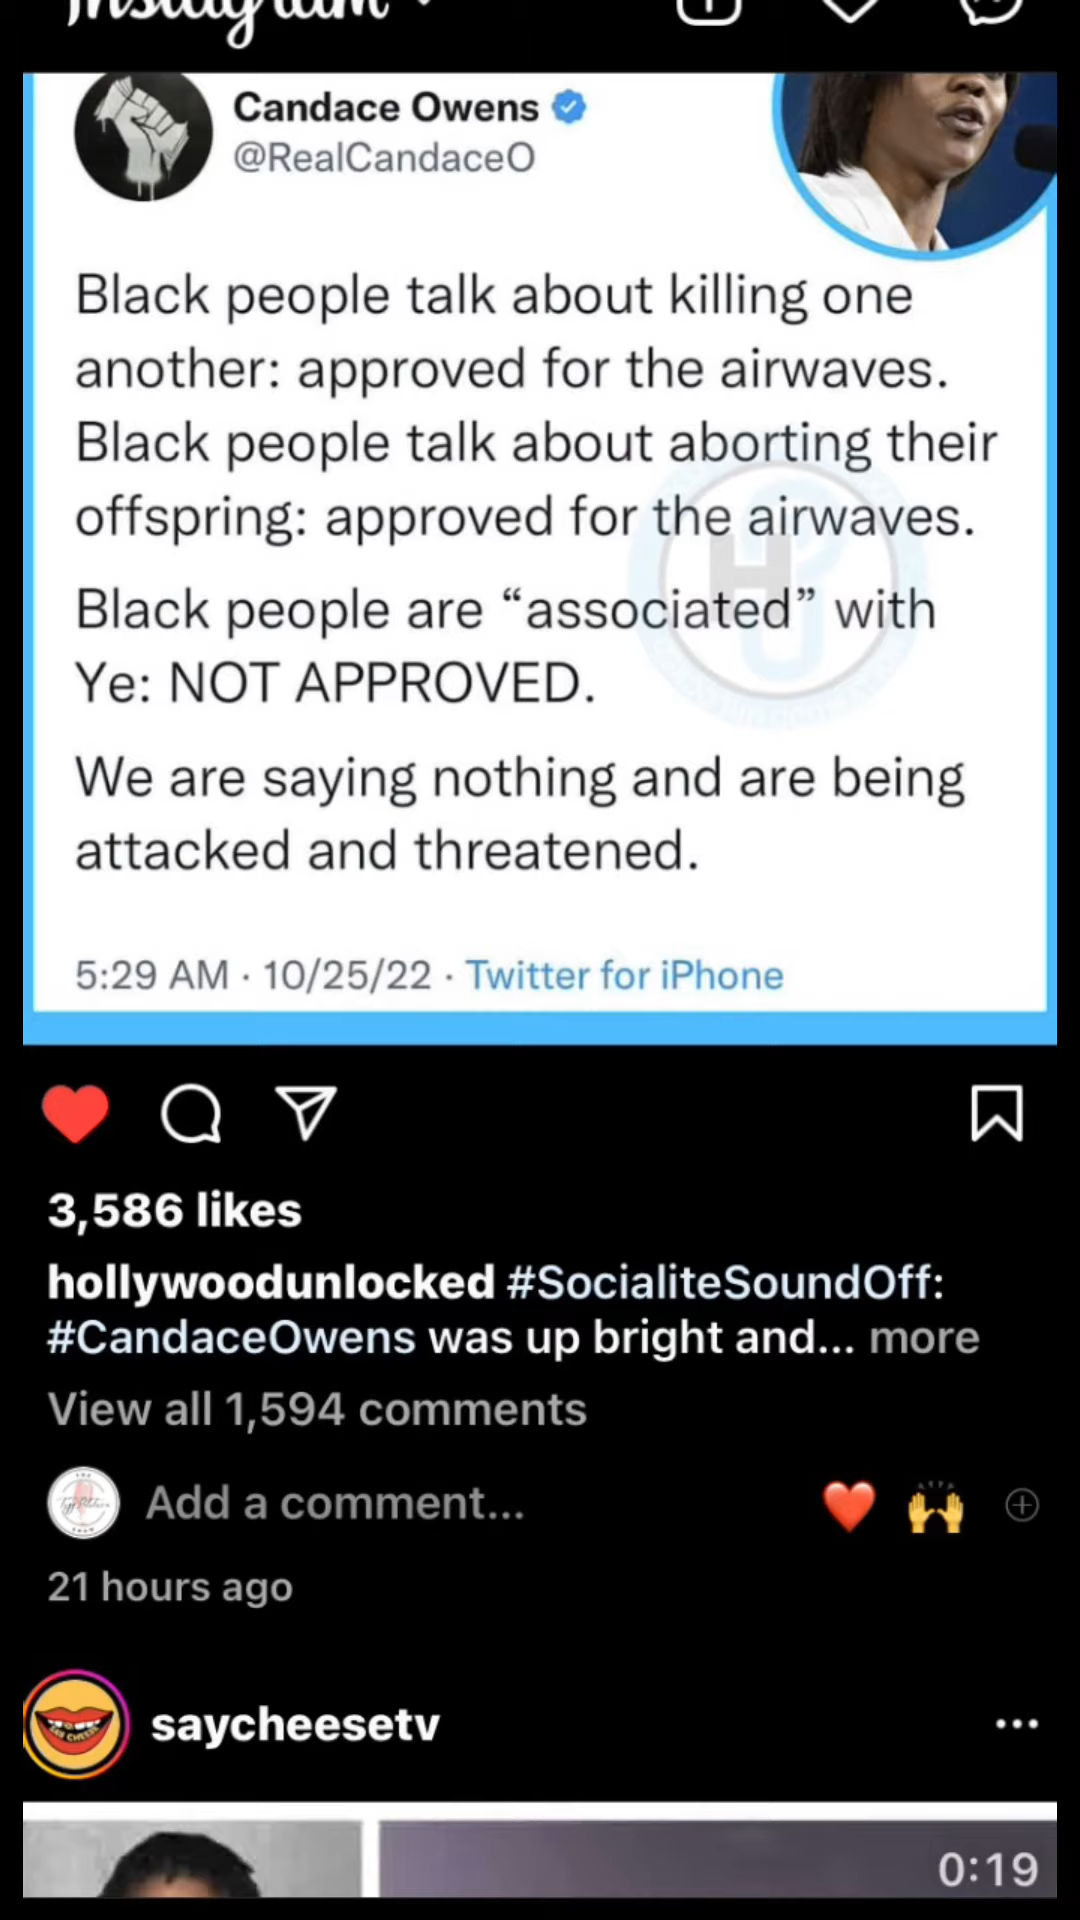 Instagram
Candace Owens
@RealCandaceO
Black people talk about killing one
another: approved for the airwaves.
Black people talk about aborting their
offspring: approved for the airwaves.
Black people are “associated” with
Ye: NOT APPROVED.
We are saying nothing and are being
attacked and threatened.
5:29 AM · 10/25/22 · Twitter for iPhone
3,586 likes
hollywoodunlocked #SocialiteSoundOff:
#CandaceOwens was up bright and... more
View all 1,594 comments
Add a comment...
21 hours ago
saycheesetv
0:19